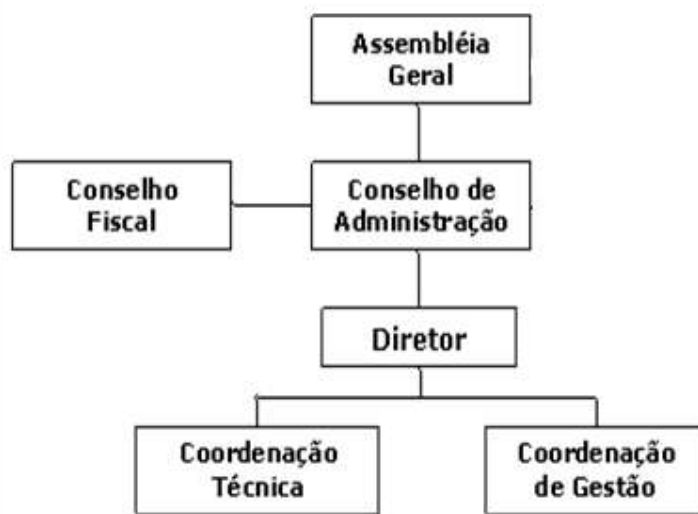 Assembléia
Geral
Conselho
Fiscal
Conselho de
Administração
Diretor
Coordenação
Técnica
Coordenação
de Gestão